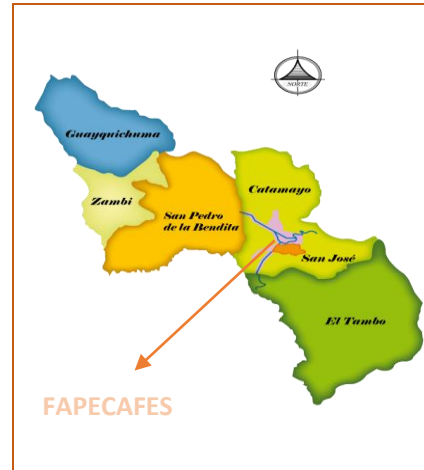 NORTE
Guayquichuma
Catamayo
Zambi
San Pedro
de la Bendita
San José
El Tambo
FAPECAFES